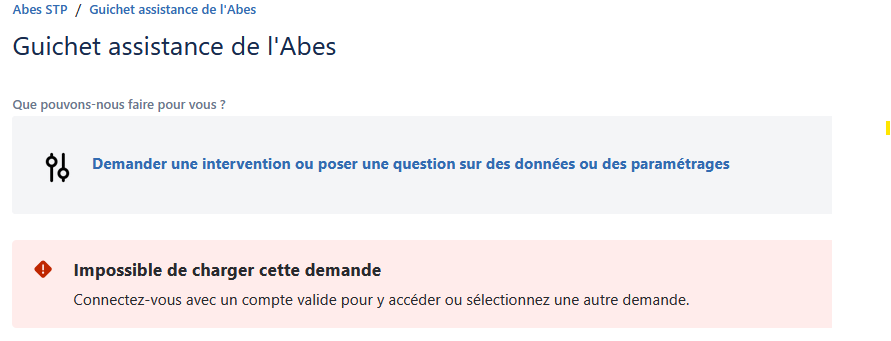 Abes STP / Guichet assistance de l'Abes
Guichet assistance de l'Abes
Que pouvons-nous faire pour vous ?
Demander une intervention ou poser une question sur des données ou des paramétrages
Impossible de charger cette demande
Connectez-vous avec un compte valide pour y accéder ou sélectionnez une autre demande.